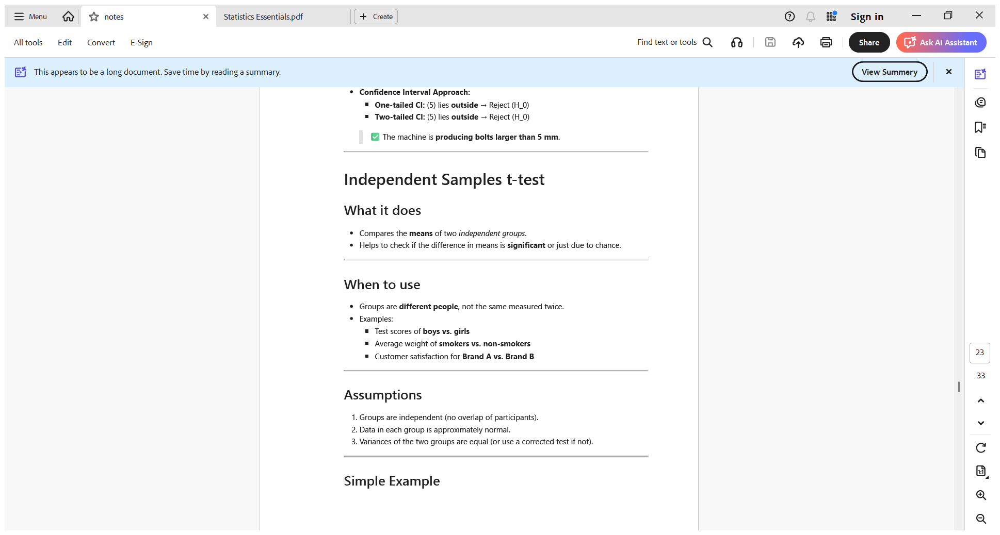 Menu
notes
Statistics Essentials.pdf
Create
Sign in
All tools
Edit
Convert
E-Sign
Find text or tools
Share
Ask AI Assistant
This appears to be a long document. Save time by reading a summary.
View Summary
• Confidence Interval Approach:
▪ One-tailed CI: (5) lies outside → Reject (H_0)
▪ Two-tailed CI: (5) lies outside → Reject (H_0)
✅ The machine is producing bolts larger than 5 mm.
Independent Samples t-test
What it does
• Compares the means of two independent groups.
• Helps to check if the difference in means is significant or just due to chance.
When to use
• Groups are different people, not the same measured twice.
• Examples:
▪ Test scores of boys vs. girls
▪ Average weight of smokers vs. non-smokers
▪ Customer satisfaction for Brand A vs. Brand B
Assumptions
1. Groups are independent (no overlap of participants).
2. Data in each group is approximately normal.
3. Variances of the two groups are equal (or use a corrected test if not).
Simple Example
23
33
1:1